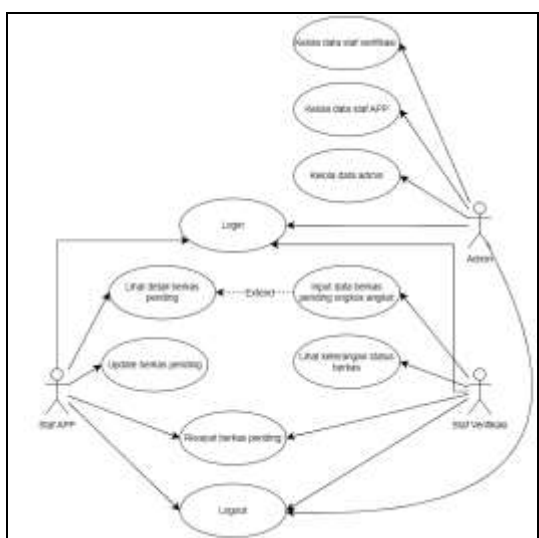 Kelola data staf verifikasi
Kelola data staf APP
Kelola data admin
Login
Admin
Lihat detail berkas
pending
Extend
Input data berkas
pending ongkos angkut
Update berkas pending
Lihat keterangan status
berkas
Staf APP
Staf Verifikasi
Riwayat berkas pending
Logout